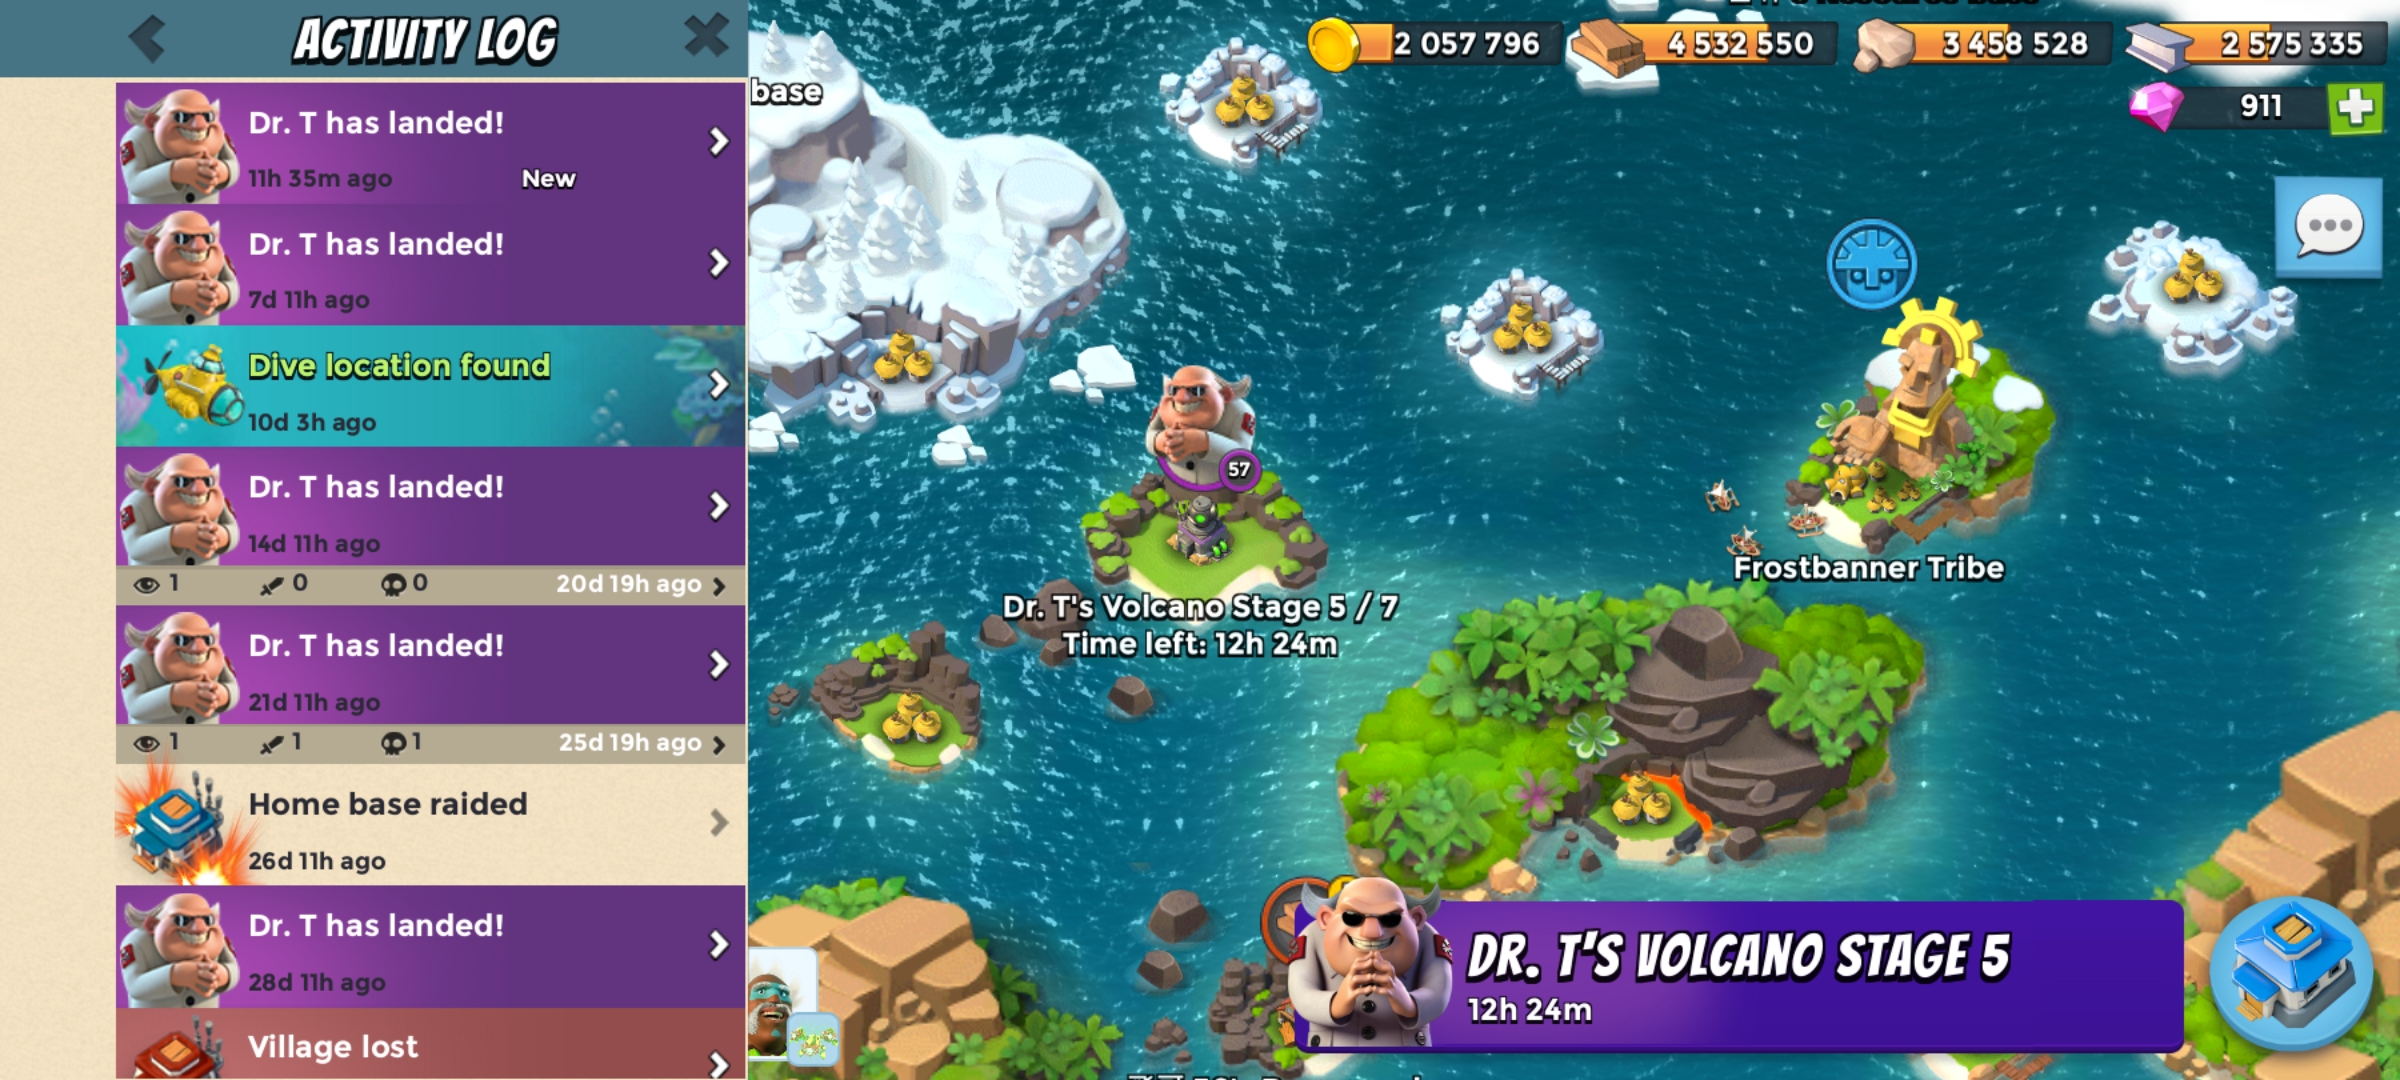 ACTIVITY LOG
Dr. T has landed!
11h 35m ago
New
Dr. T has landed!
7d 11h ago
Dive location found
10d 3h ago
Dr. T has landed!
14d 11h ago
1 0 0 20d 19h ago
Dr. T has landed!
21d 11h ago
1 1 1 25d 19h ago
Home base raided
26d 11h ago
Dr. T has landed!
28d 11h ago
Village lost
base
2 057 796
4 532 550
3 458 528
2 575 335
911
57
Dr. T's Volcano Stage 5 / 7
Time left: 12h 24m
Frostbanner Tribe
DR. T'S VOLCANO STAGE 5
12h 24m